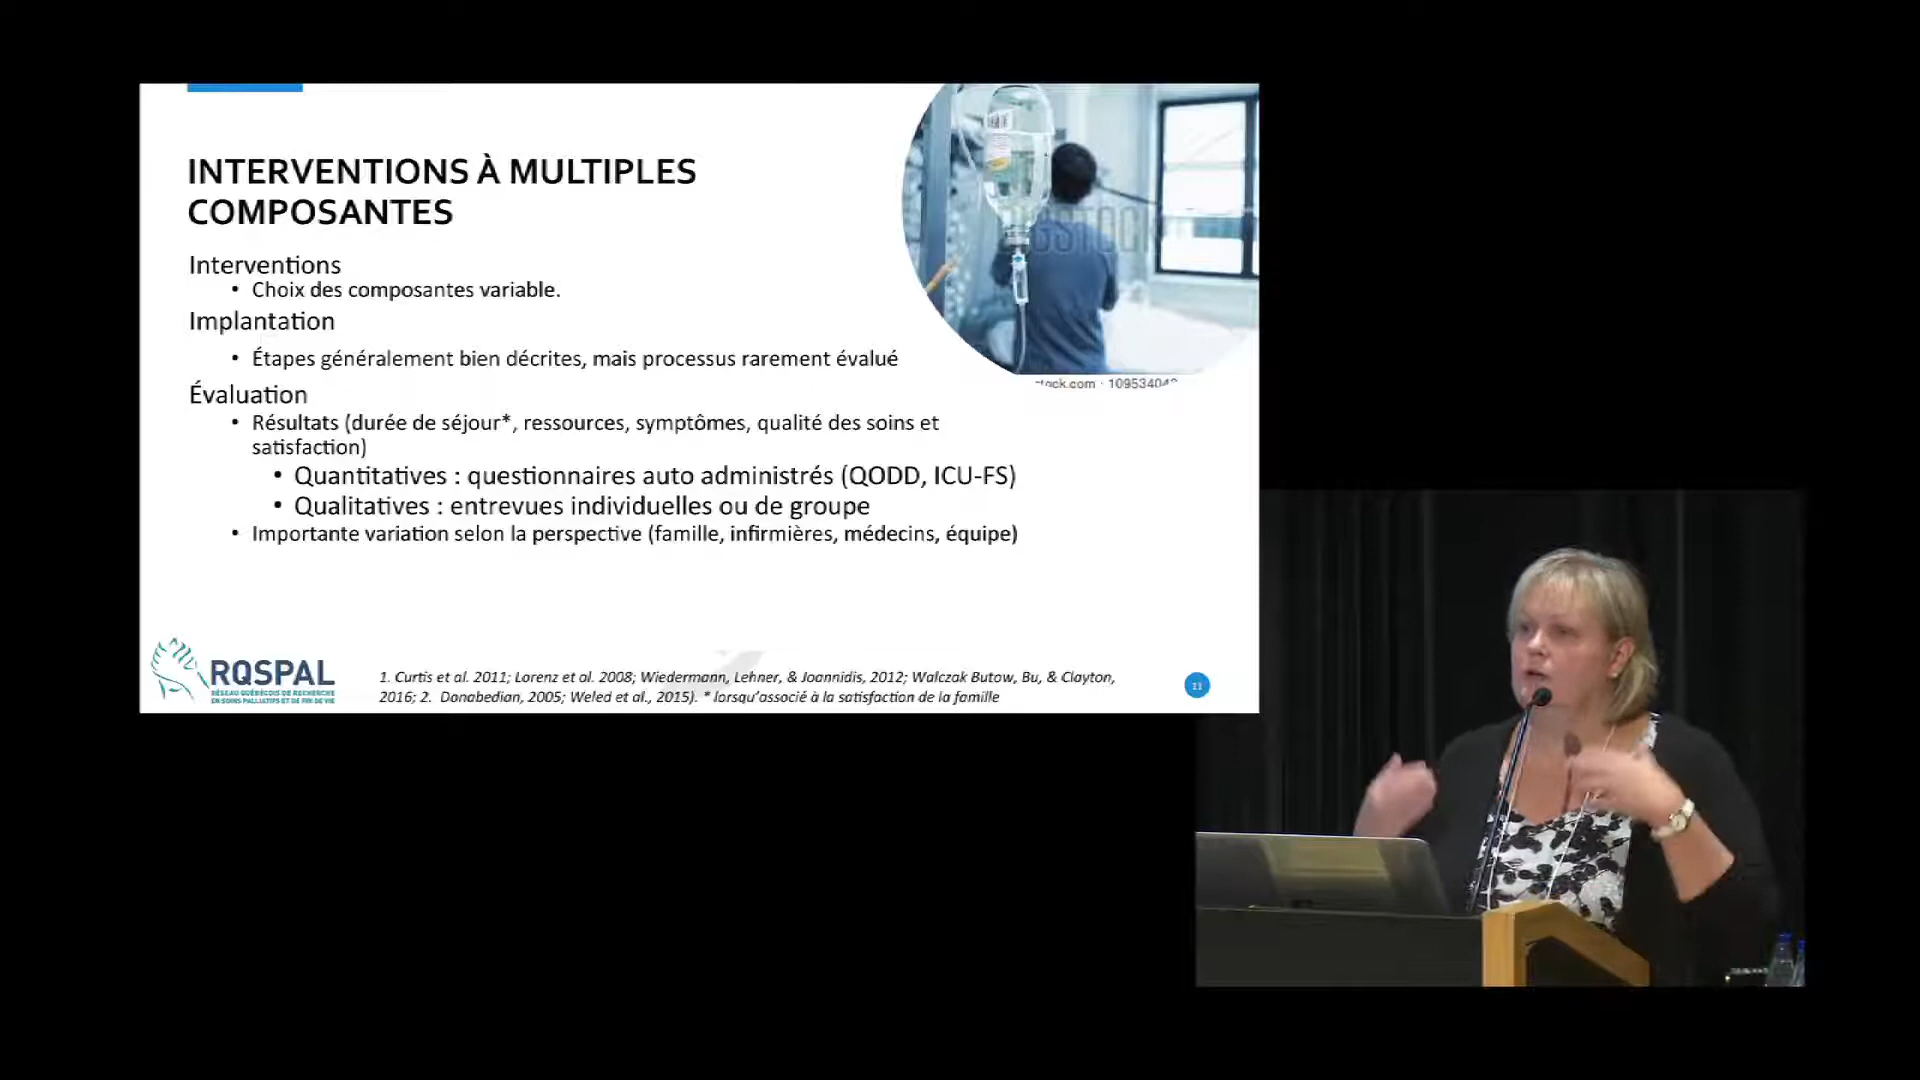 INTERVENTIONS À MULTIPLES
COMPOSANTES
Interventions
• Choix des composantes variable.
Implantation
• Étapes généralement bien décrites, mais processus rarement évalué
Évaluation
• Résultats (durée de séjour*, ressources, symptômes, qualité des soins et
satisfaction)
• Quantitatives : questionnaires auto administrés (QODD, ICU-FS)
• Qualitatives : entrevues individuelles ou de groupe
• Importante variation selon la perspective (famille, infirmières, médecins, équipe)
stock.com · 109534042
RQSPAL
RÉSEAU QUÉBÉCOIS DE RECHERCHE
EN SOINS PALLIATIFS ET DE FIN DE VIE
1. Curtis et al. 2011; Lorenz et al. 2008; Wiedermann, Lehner, & Joannidis, 2012; Walczak Butow, Bu, & Clayton,
2016; 2. Donabedian, 2005; Weled et al., 2015). * lorsqu'associé à la satisfaction de la famille
11